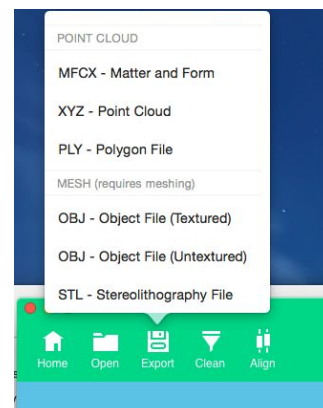 POINT CLOUD
MFCX - Matter and Form
XYZ - Point Cloud
PLY - Polygon File
MESH (requires meshing)
OBJ - Object File (Textured)
OBJ - Object File (Untextured)
STL - Stereolithography File
Home Open Export Clean Align